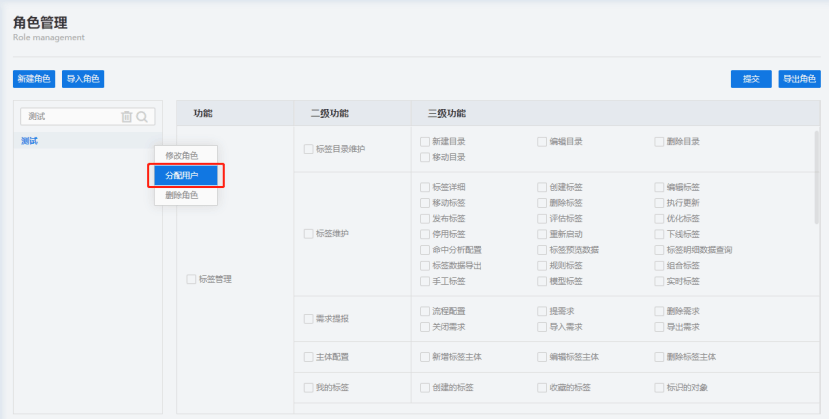 角色管理
Role management
新建角色 导入角色 提交 导出角色
测试
功能 二级功能 三级功能
测试
修改角色
分配用户
删除角色
标签管理
标签目录维护
新建目录 编辑目录 删除目录
移动目录
标签维护
标签详细 创建标签 编辑标签
移动标签 删除标签 执行更新
发布标签 评估标签 优化标签
停用标签 重新启动 下线标签
命中分析配置 标签预览数据 标签明细数据查询
标签数据导出 规则标签 组合标签
手工标签 模型标签 实时标签
需求提报
流程配置 提需求 删除需求
关闭需求 导入需求 导出需求
主体配置
新增标签主体 编辑标签主体 删除标签主体
我的标签
创建的标签 收藏的标签 标识的对象